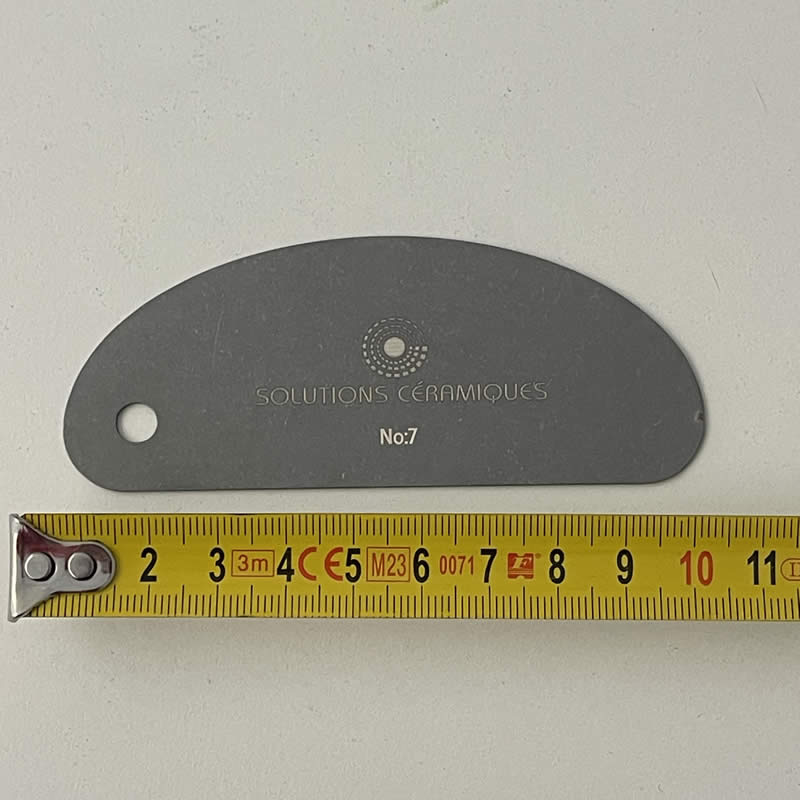 SOLUTIONS CÉRAMIQUES
No:7
2 3 3m 4 CE 5 M23 6 0071 7 8 9 10 11